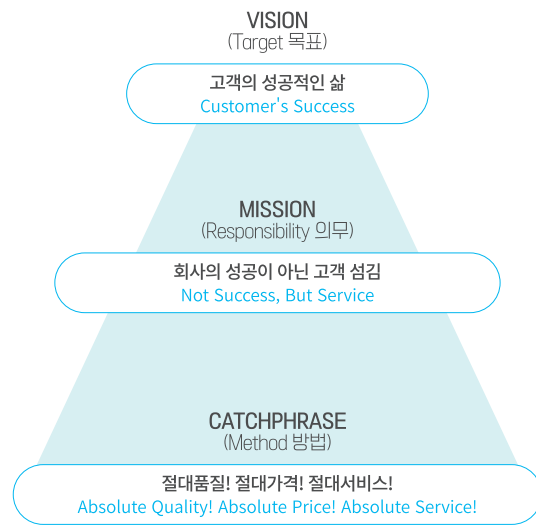 VISION
(Target 목표)
고객의 성공적인 삶
Customer's Success
MISSION
(Responsibility 의무)
회사의 성공이 아닌 고객 섬김
Not Success, But Service
CATCHPHRASE
(Method 방법)
절대품질! 절대가격! 절대서비스!
Absolute Quality! Absolute Price! Absolute Service!